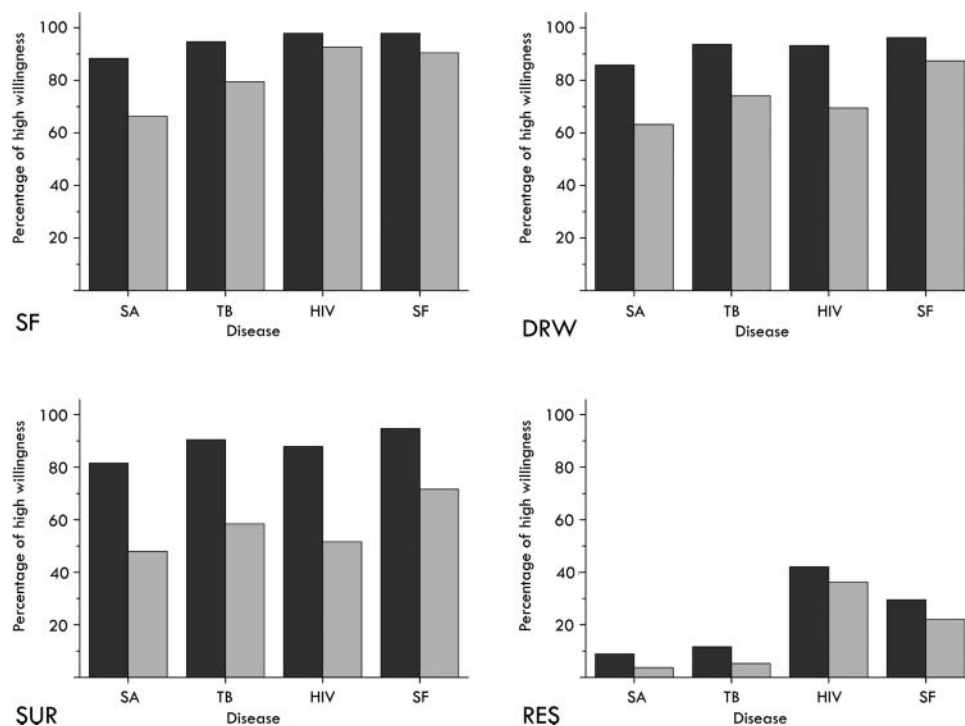 Percentage of high willingness
100
80
60
40
20
SA TB HIV SF
Disease
SF
Percentage of high willingness
100
80
60
40
20
SA TB HIV SF
Disease
DRW
Percentage of high willingness
100
80
60
40
20
SA TB HIV SF
Disease
SUR
Percentage of high willingness
100
80
60
40
20
SA TB HIV SF
Disease
RES